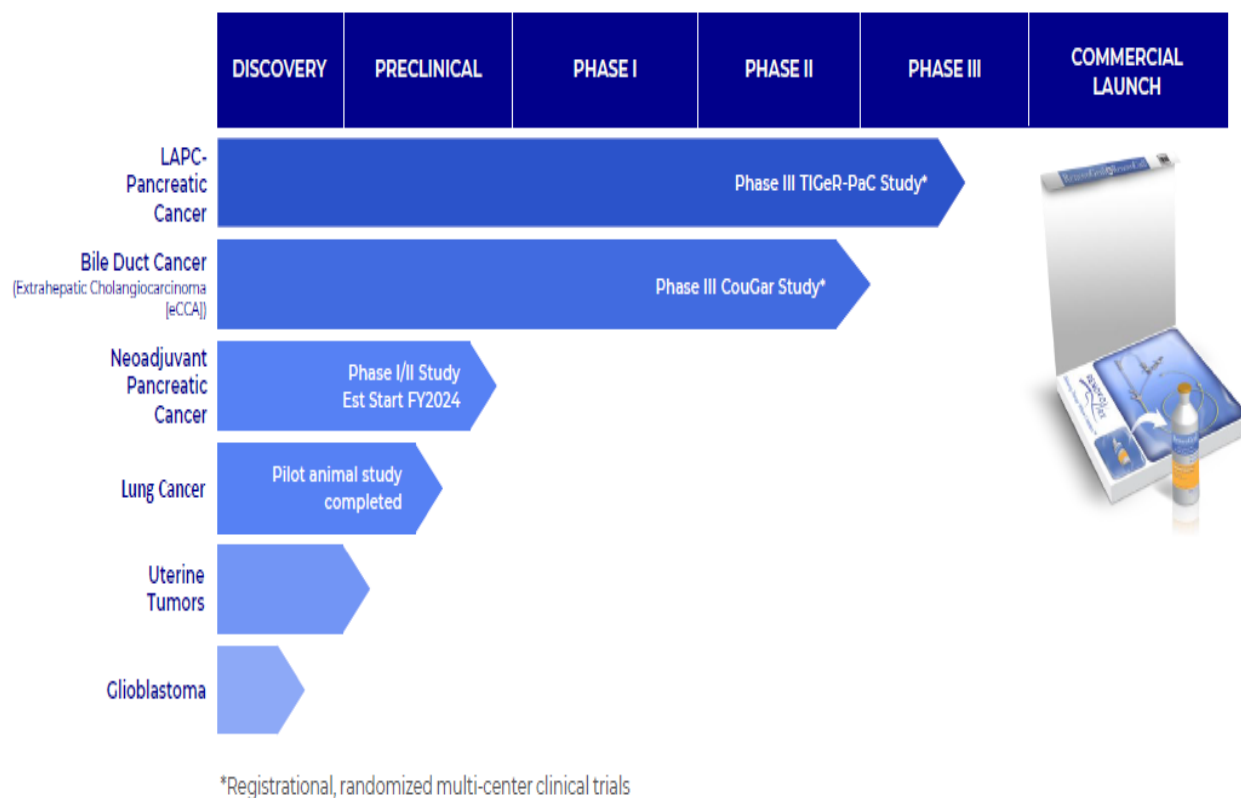 DISCOVERY
PRECLINICAL
PHASE I
PHASE II
PHASE III
COMMERCIAL
LAUNCH
LAPC-
Pancreatic
Cancer
Phase III TIGeR-PaC Study*
Bile Duct Cancer
(Extrahepatic Cholangiocarcinoma
[eCCA])
Phase III CouGar Study*
Neoadjuvant
Pancreatic
Cancer
Phase I/II Study
Est Start FY2024
Lung Cancer
Pilot animal study
completed
Uterine
Tumors
Glioblastoma
*Registrational, randomized multi-center clinical trials